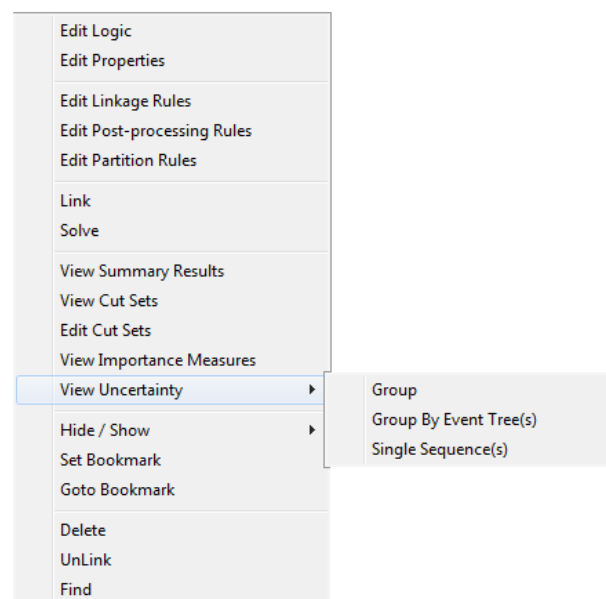 Edit Logic
Edit Properties
Edit Linkage Rules
Edit Post-processing Rules
Edit Partition Rules
Link
Solve
View Summary Results
View Cut Sets
Edit Cut Sets
View Importance Measures
View Uncertainty
Group
Group By Event Tree(s)
Single Sequence(s)
Hide / Show
Set Bookmark
Goto Bookmark
Delete
UnLink
Find